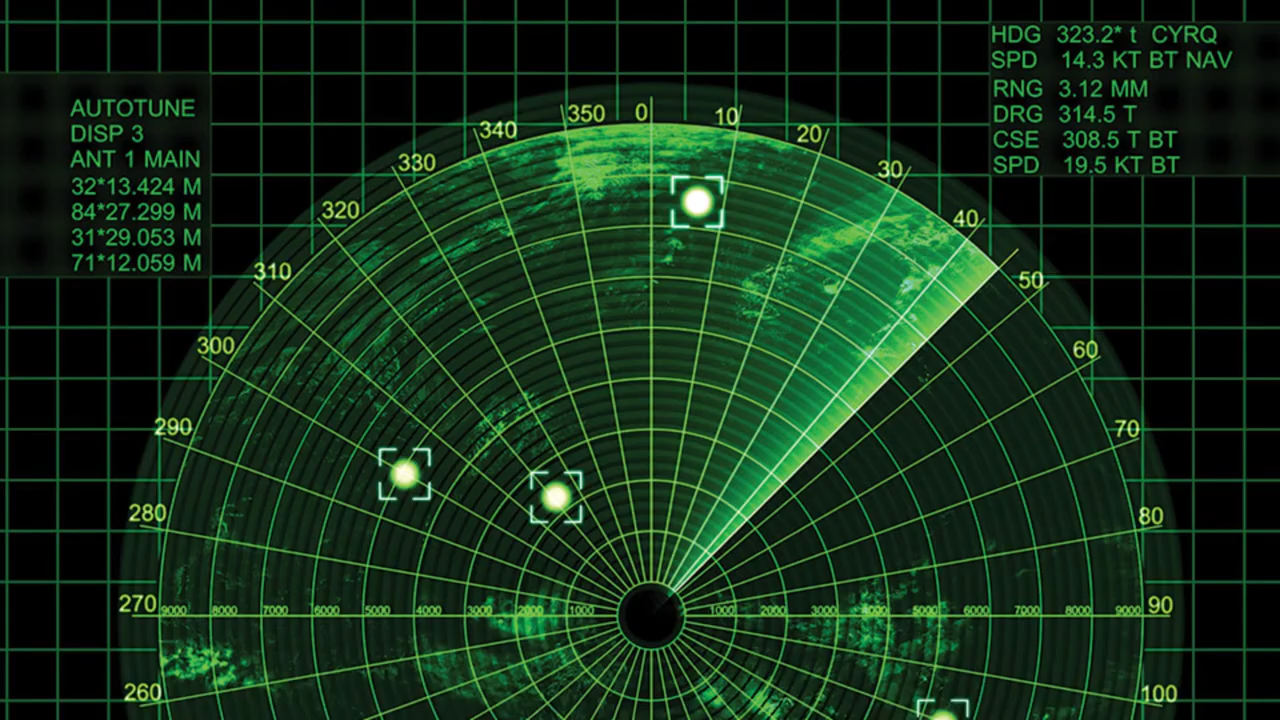 HDG 323.2* t CYRQ
SPD 14.3 KT BT NAV
RNG 3.12 MM
DRG 314.5 T
CSE 308.5 T BT
SPD 19.5 KT BT
AUTOTUNE
DISP 3
ANT 1 MAIN
32*13.424 M
84*27.299 M
31*29.053 M
71*12.059 M
350 0 10
340 20
330 30
320 40
310 50
300 60
290 70
280 80
270 9000 8000 7000 6000 5000 4000 3000 2000 1000 1000 2000 3000 4000 5000 6000 7000 8000 9000 90
260 100